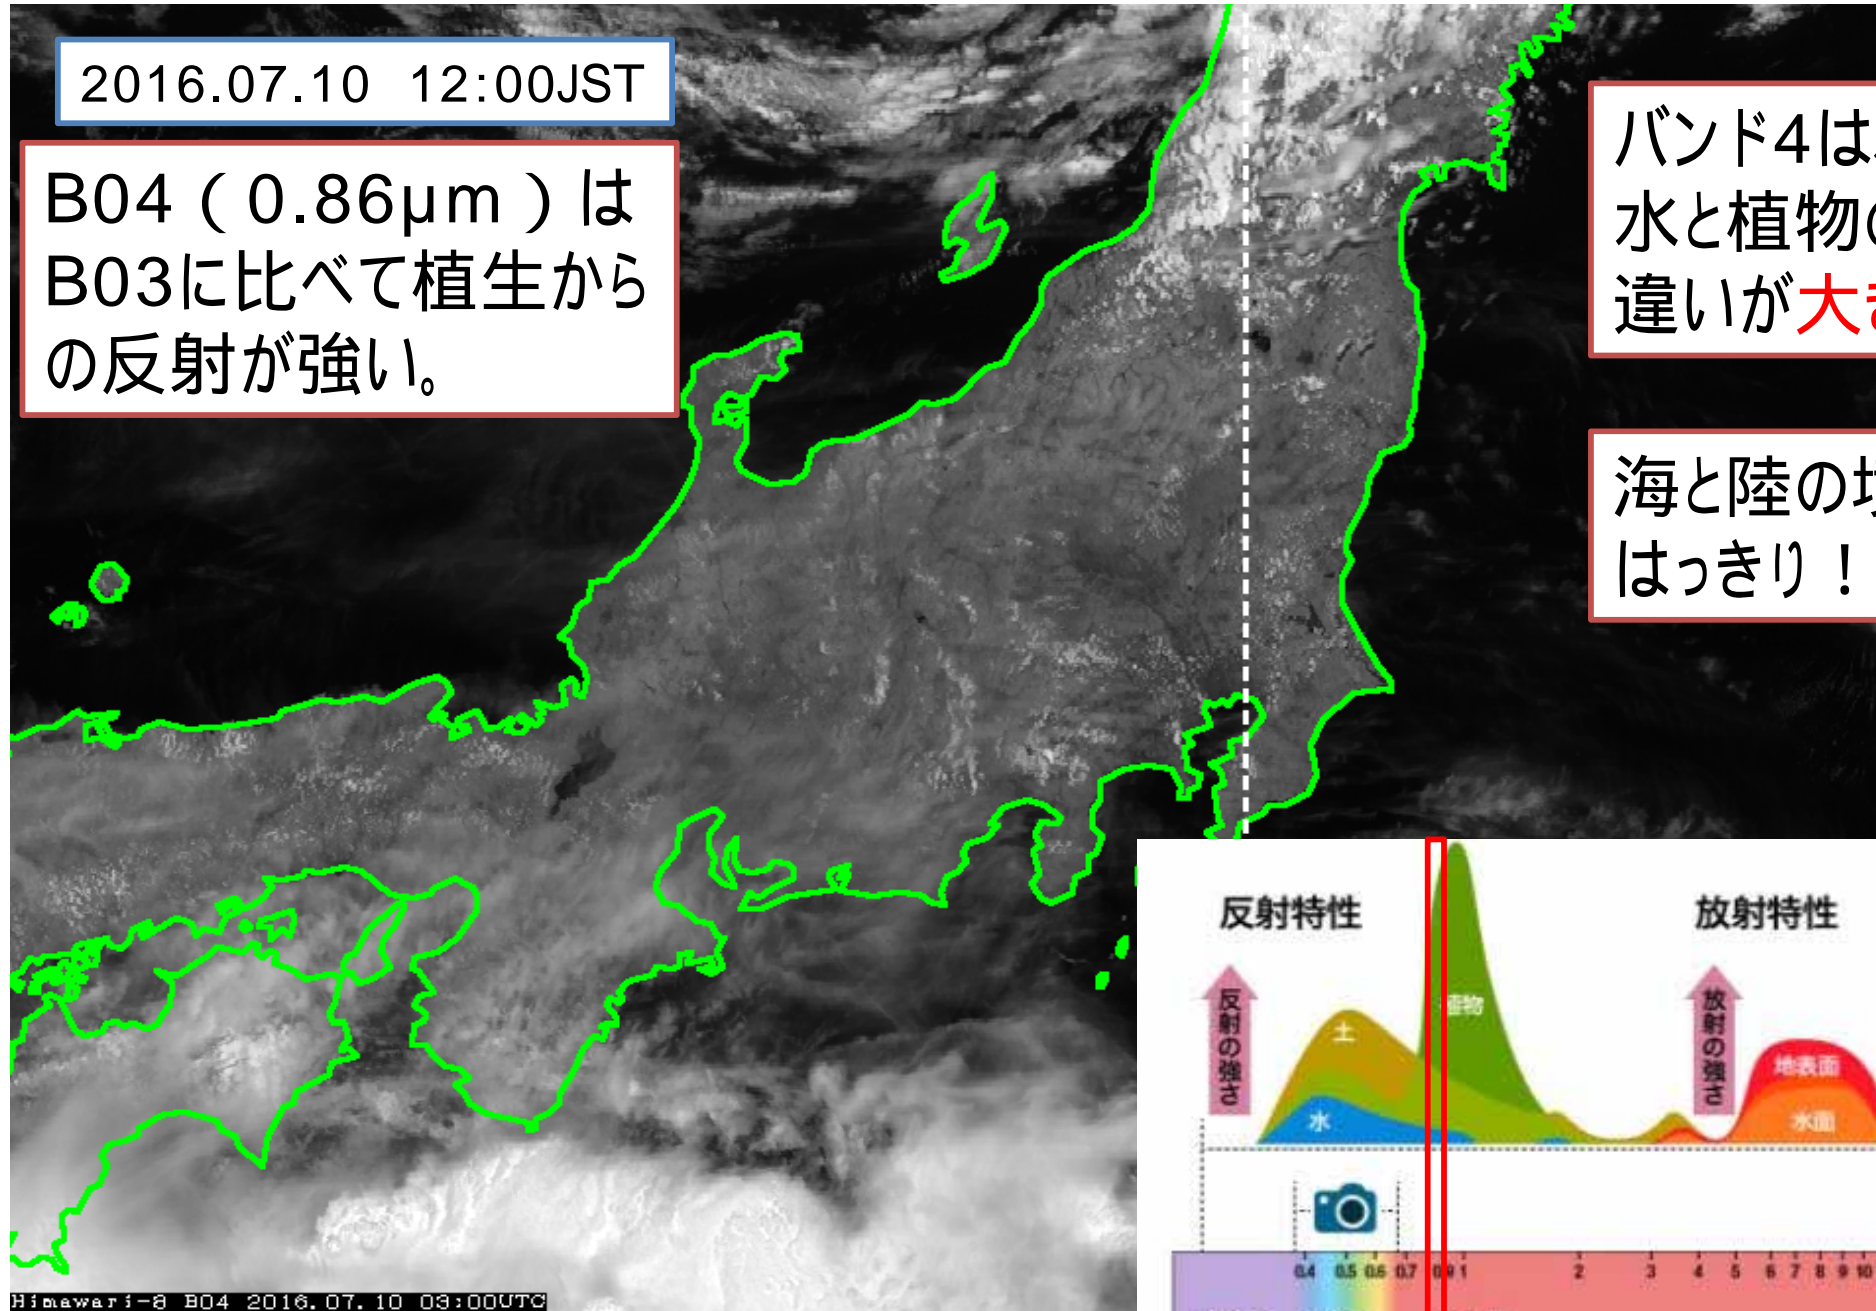 2016.07.10 12:00JST
B04（0.86μm）は
B03に比べて植生から
の反射が強い。
バンド4は
水と植物の
違いが大き
海と陸の境
はっきり！
反射特性
放射特性
反射の強さ
放射の強さ
植物
土
水
地表面
水面
0.4 0.5 0.6 0.7 0.9 1 2 3 4 5 6 7 8 9 10
Himawari-8 B04 2016.07.10 03:00UTC